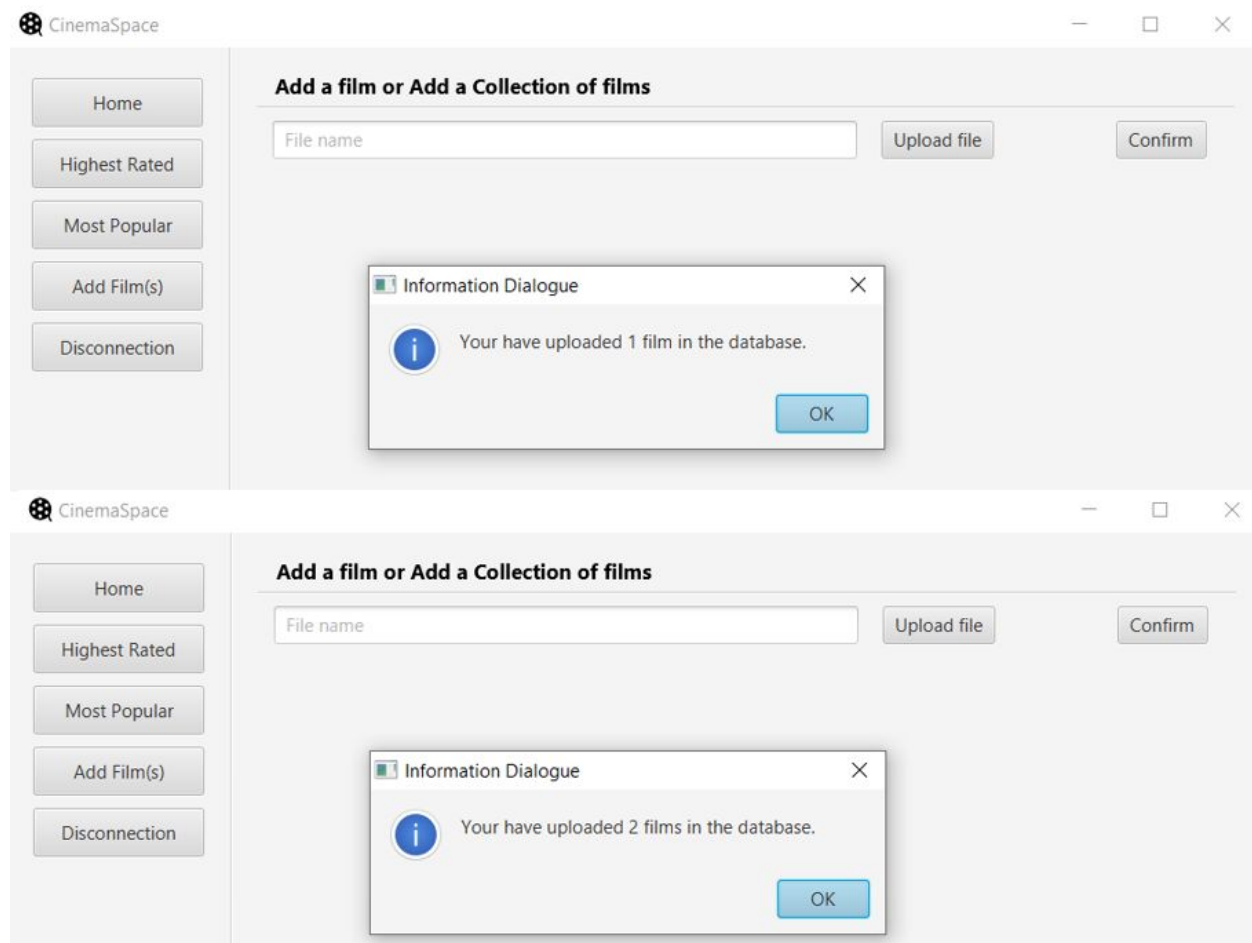 CinemaSpace
Add a film or Add a Collection of films
Home
File name Upload file Confirm
Highest Rated
Most Popular
Add Film(s)
Disconnection
Information Dialogue
Your have uploaded 1 film in the database.
OK
CinemaSpace
Add a film or Add a Collection of films
Home
File name Upload file Confirm
Highest Rated
Most Popular
Add Film(s)
Disconnection
Information Dialogue
Your have uploaded 2 films in the database.
OK